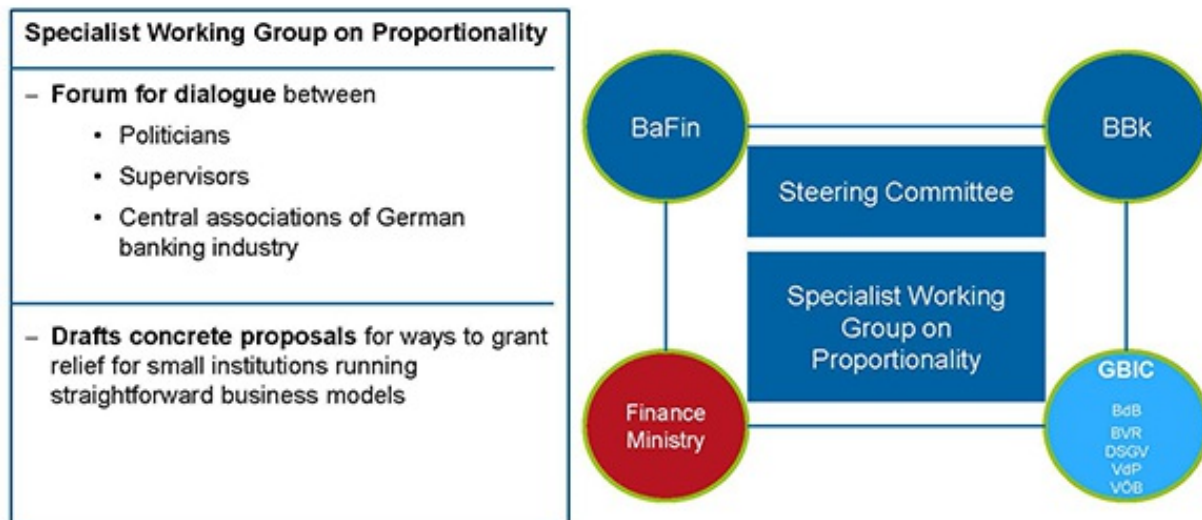 Specialist Working Group on Proportionality
– Forum for dialogue between
• Politicians
• Supervisors
• Central associations of German
banking industry
– Drafts concrete proposals for ways to grant
relief for small institutions running
straightforward business models
BaFin
BBk
Steering Committee
Specialist Working
Group on
Proportionality
Finance
Ministry
GBIC
BdB
BVR
DSGV
VdP
VÖB